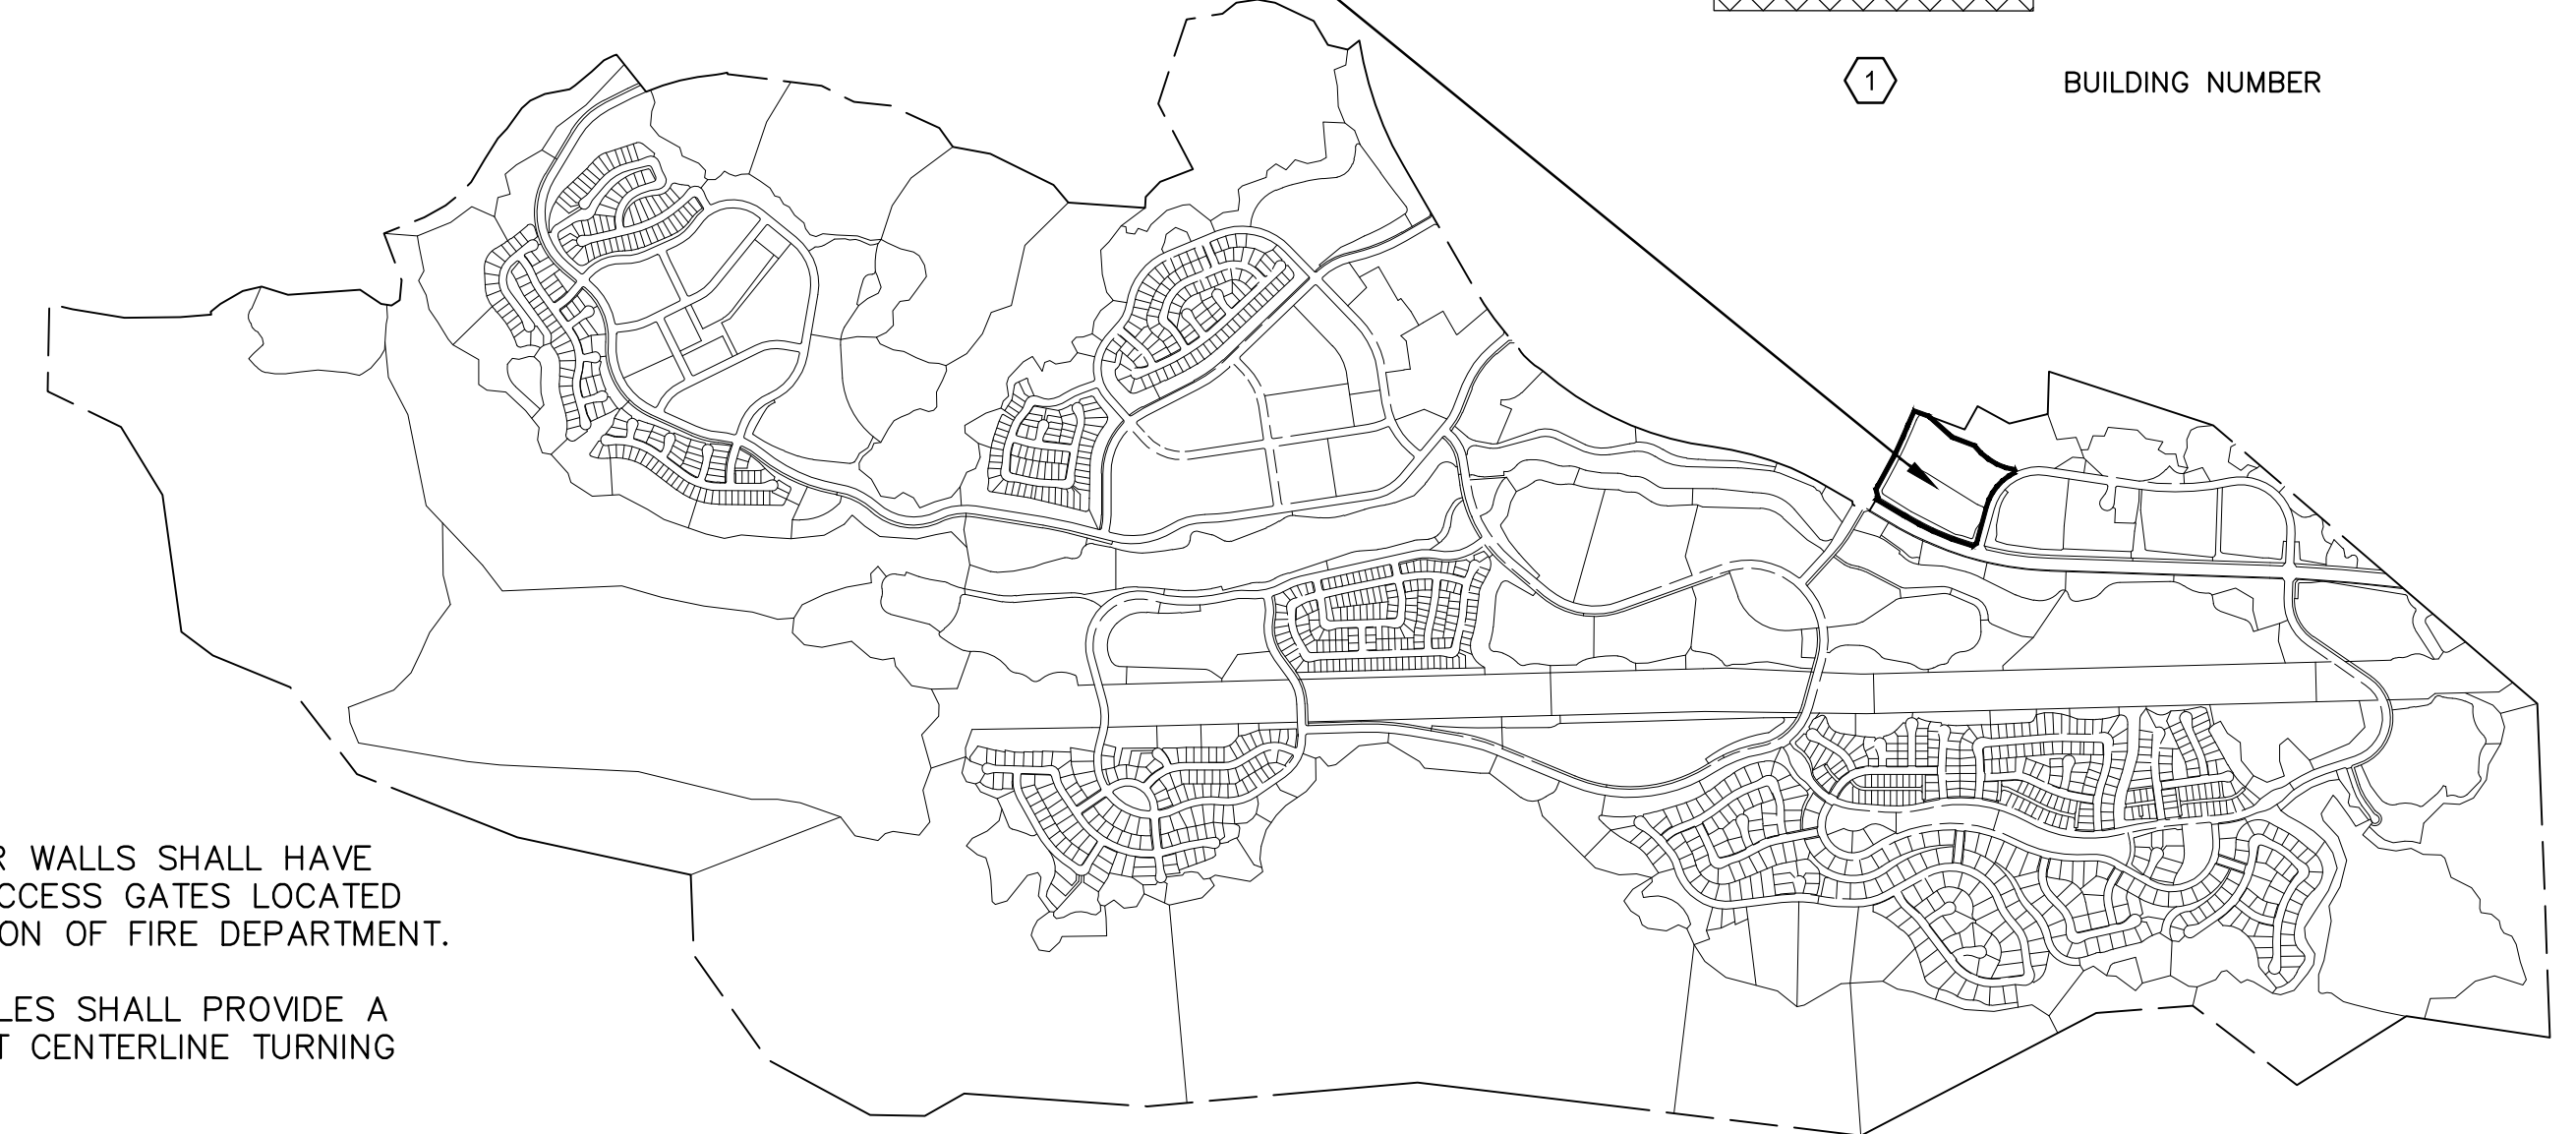 1 BUILDING NUMBER
R WALLS SHALL HAVE
CCESS GATES LOCATED
ON OF FIRE DEPARTMENT.
LES SHALL PROVIDE A
T CENTERLINE TURNING